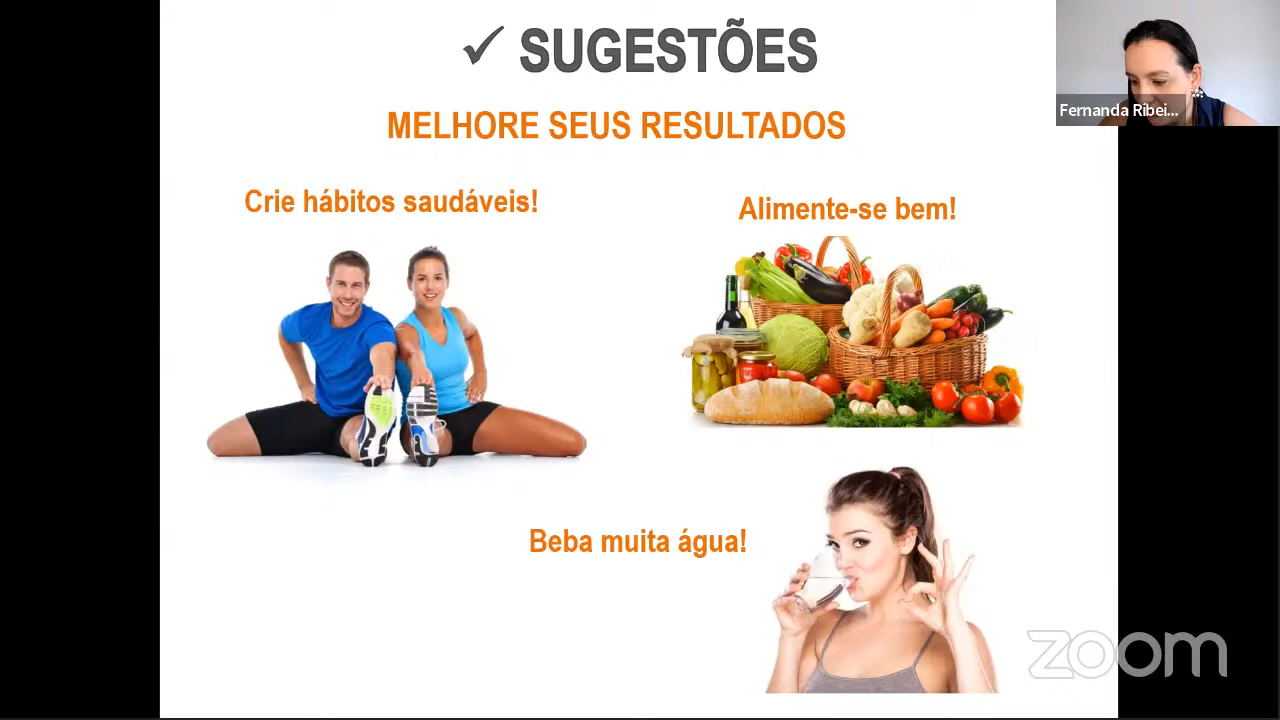 ✓ SUGESTÕES
MELHORE SEUS RESULTADOS
Crie hábitos saudáveis!
Alimente-se bem!
Beba muita água!
Fernanda Ribei...
zoom